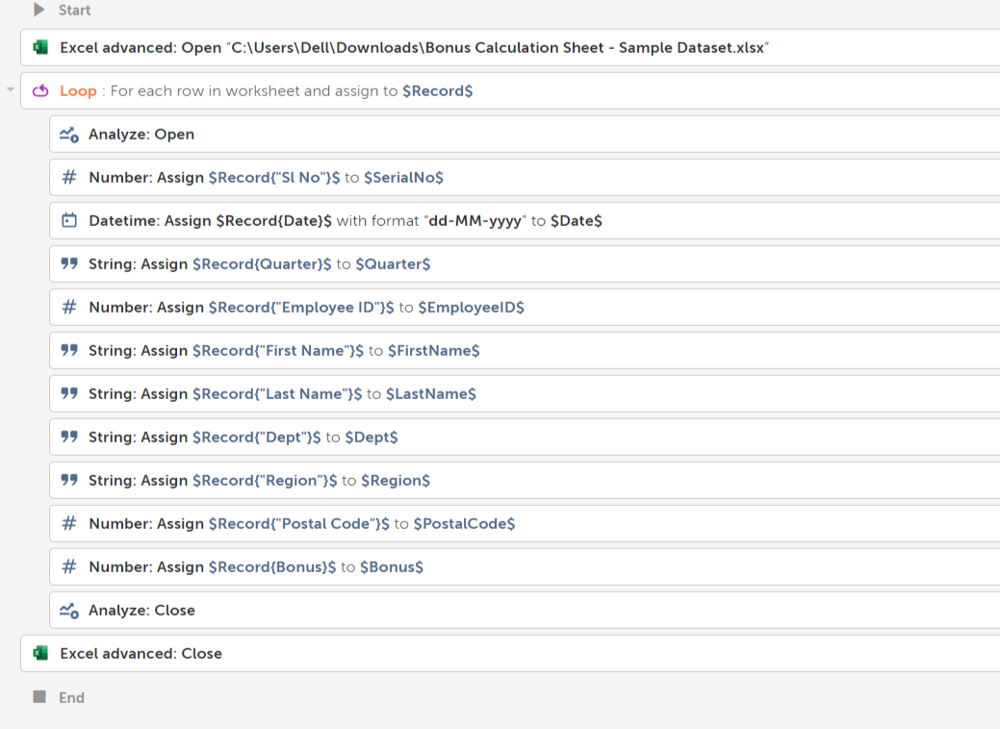 Start
Excel advanced: Open “C:\Users\Dell\Downloads\Bonus Calculation Sheet - Sample Dataset.xlsx”
Loop : For each row in worksheet and assign to $Record$
Analyze: Open
Number: Assign $Record{"Sl No"}$ to $SerialNo$
Datetime: Assign $Record{Date}$ with format “dd-MM-yyyy” to $Date$
String: Assign $Record{Quarter}$ to $Quarter$
Number: Assign $Record{"Employee ID"}$ to $EmployeeID$
String: Assign $Record{"First Name"}$ to $FirstName$
String: Assign $Record{"Last Name"}$ to $LastName$
String: Assign $Record{"Dept"}$ to $Dept$
String: Assign $Record{"Region"}$ to $Region$
Number: Assign $Record{"Postal Code"}$ to $PostalCode$
Number: Assign $Record{Bonus}$ to $Bonus$
Analyze: Close
Excel advanced: Close
End